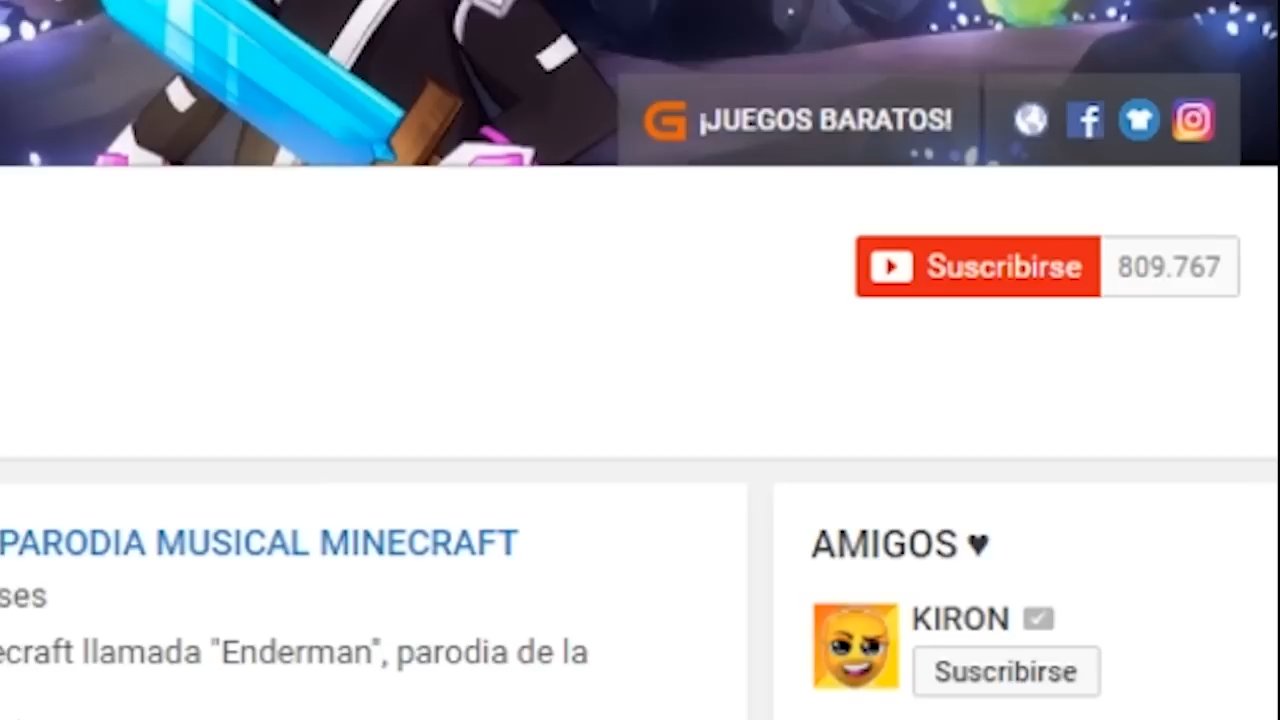 ¡JUEGOS BARATOS!
Suscribirse 809.767
PARODIA MUSICAL MINECRAFT
ses
ecraft llamada "Enderman", parodia de la
AMIGOS ♥
KIRON
Suscribirse